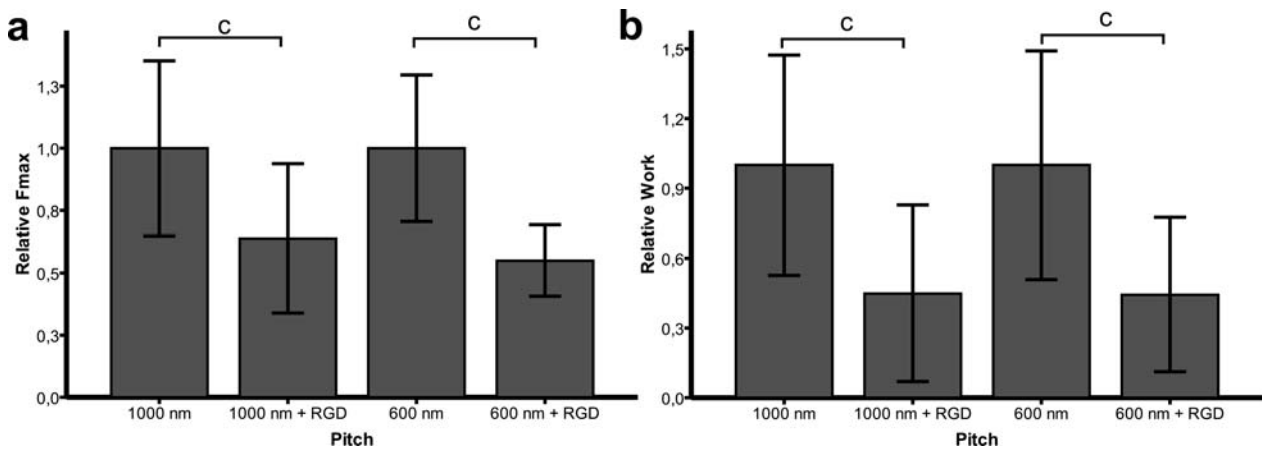 a
C
C
Relative Fmax
1,3
1,0
0,8
0,5
0,3
0,0
1000 nm
1000 nm + RGD
600 nm
600 nm + RGD
Pitch
b
C
C
Relative Work
1,5
1,2
0,9
0,6
0,3
0,0
1000 nm
1000 nm + RGD
600 nm
600 nm + RGD
Pitch